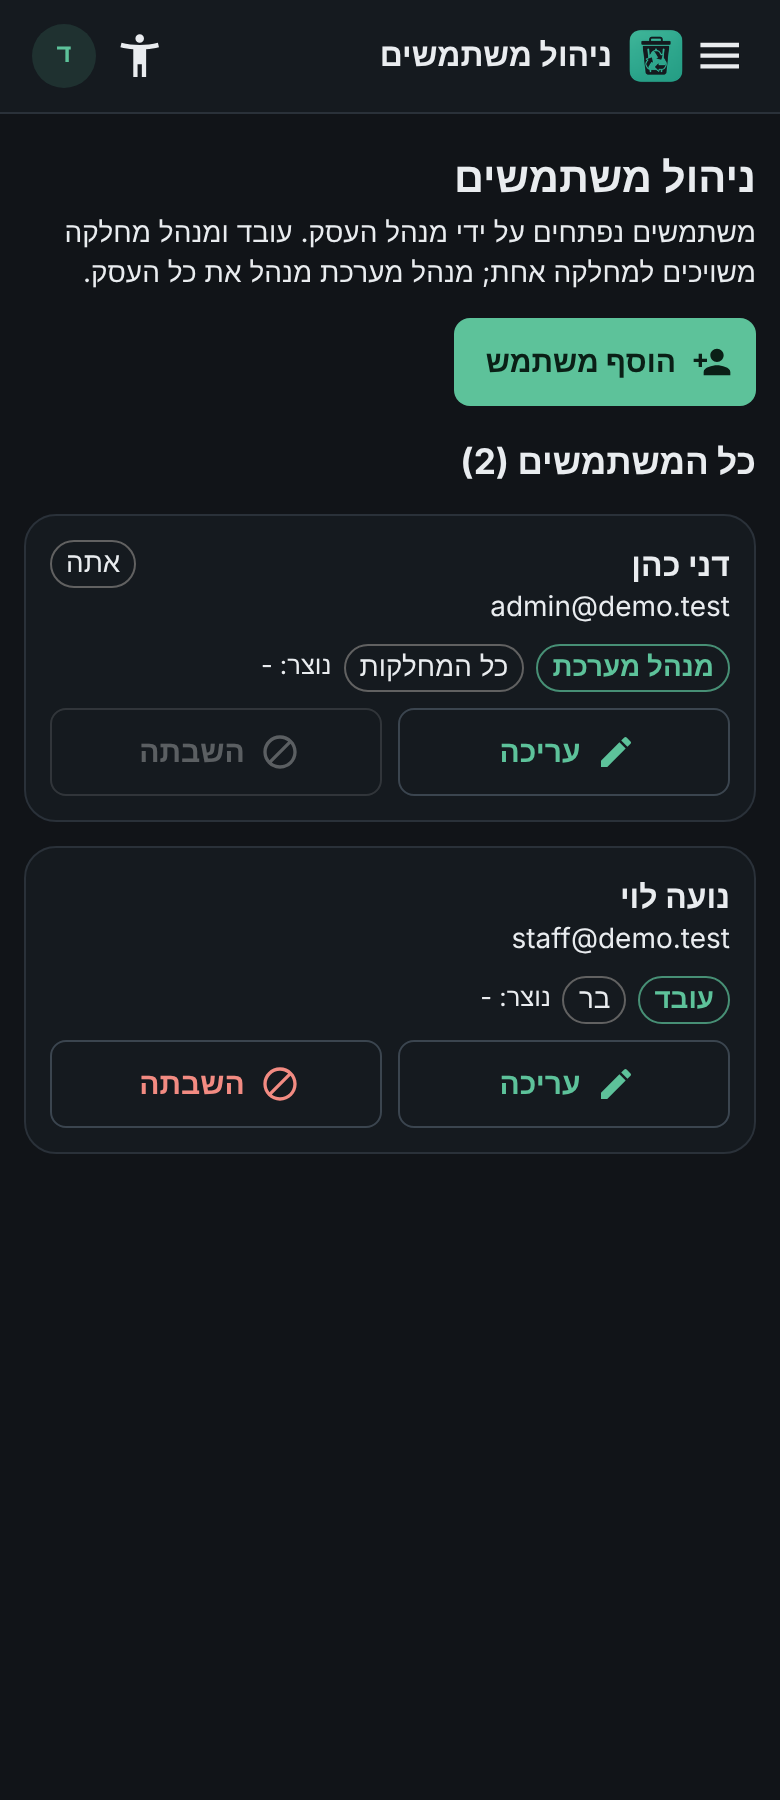 ניהול משתמשים
ד
ניהול משתמשים
משתמשים נפתחים על ידי מנהל העסק. עובד ומנהל מחלקה
משויכים למחלקה אחת; מנהל מערכת מנהל את כל העסק.
הוסף משתמש
כל המשתמשים (2)
דני כהן
אתה
admin@demo.test
מנהל מערכת
כל המחלקות
נוצר: -
עריכה
השבתה
נועה לוי
staff@demo.test
עובד
בר
נוצר: -
עריכה
השבתה